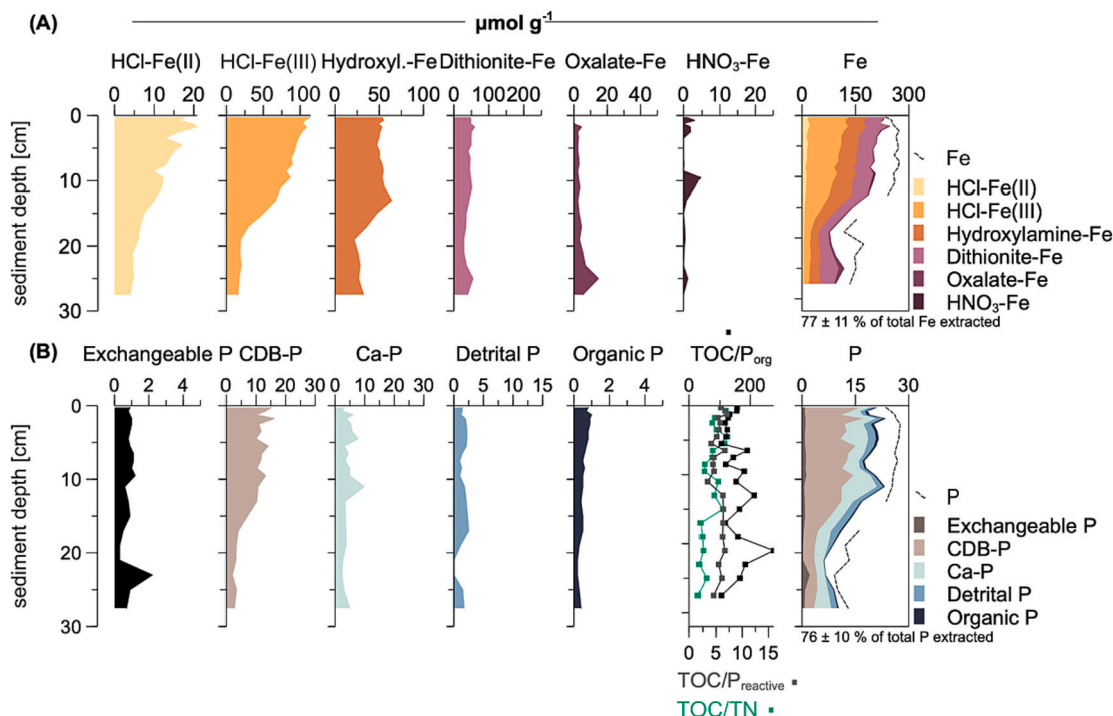 (A)
µmol g⁻¹
HCl-Fe(II) HCl-Fe(III) Hydroxyl.-Fe Dithionite-Fe Oxalate-Fe HNO₃-Fe Fe
0 10 20 0 50 100 0 50 100 0 100 200 0 25 50 0 10 20 0 150 300
sediment depth [cm]
0
10
20
30
Fe
HCl-Fe(II)
HCl-Fe(III)
Hydroxylamine-Fe
Dithionite-Fe
Oxalate-Fe
HNO₃-Fe
77 ± 11 % of total Fe extracted
(B)
Exchangeable P CDB-P Ca-P Detrital P Organic P TOC/Porg P
0 2 4 0 10 20 30 0 10 20 30 0 5 10 15 0 2 4 0 200 0 15 30
sediment depth [cm]
0
10
20
30
P
Exchangeable P
CDB-P
Ca-P
Detrital P
Organic P
76 ± 10 % of total P extracted
0 5 10 15
TOC/Preactive
TOC/TN